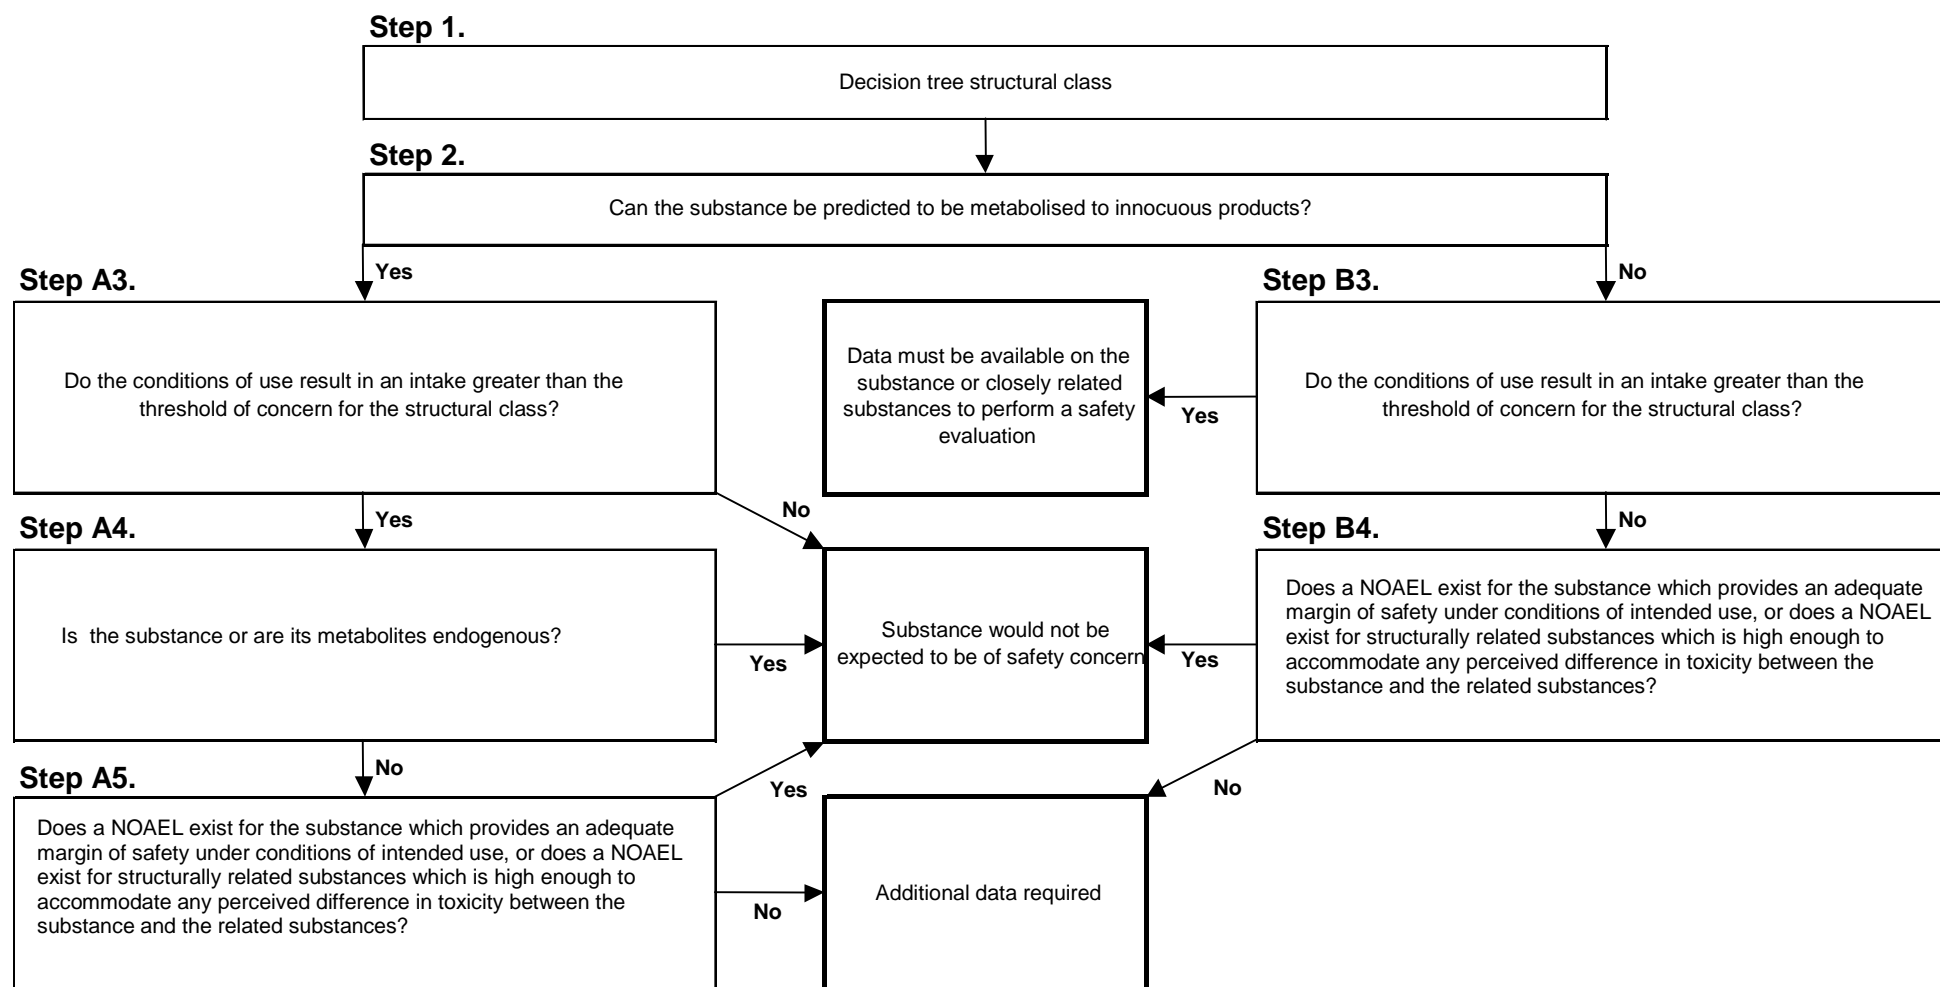 Step 1.
Decision tree structural class
Step 2.
Can the substance be predicted to be metabolised to innocuous products?
Yes
No
Step A3.
Do the conditions of use result in an intake greater than the
threshold of concern for the structural class?
Data must be available on the
substance or closely related
substances to perform a safety
evaluation
Yes
Step B3.
Do the conditions of use result in an intake greater than the
threshold of concern for the structural class?
Yes
No
No
Step A4.
Is the substance or are its metabolites endogenous?
Yes
Substance would not be
expected to be of safety concern
Yes
Step B4.
Does a NOAEL exist for the substance which provides an adequate
margin of safety under conditions of intended use, or does a NOAEL
exist for structurally related substances which is high enough to
accommodate any perceived difference in toxicity between the
substance and the related substances?
No
Yes
No
Step A5.
Does a NOAEL exist for the substance which provides an adequate
margin of safety under conditions of intended use, or does a NOAEL
exist for structurally related substances which is high enough to
accommodate any perceived difference in toxicity between the
substance and the related substances?
No
Additional data required